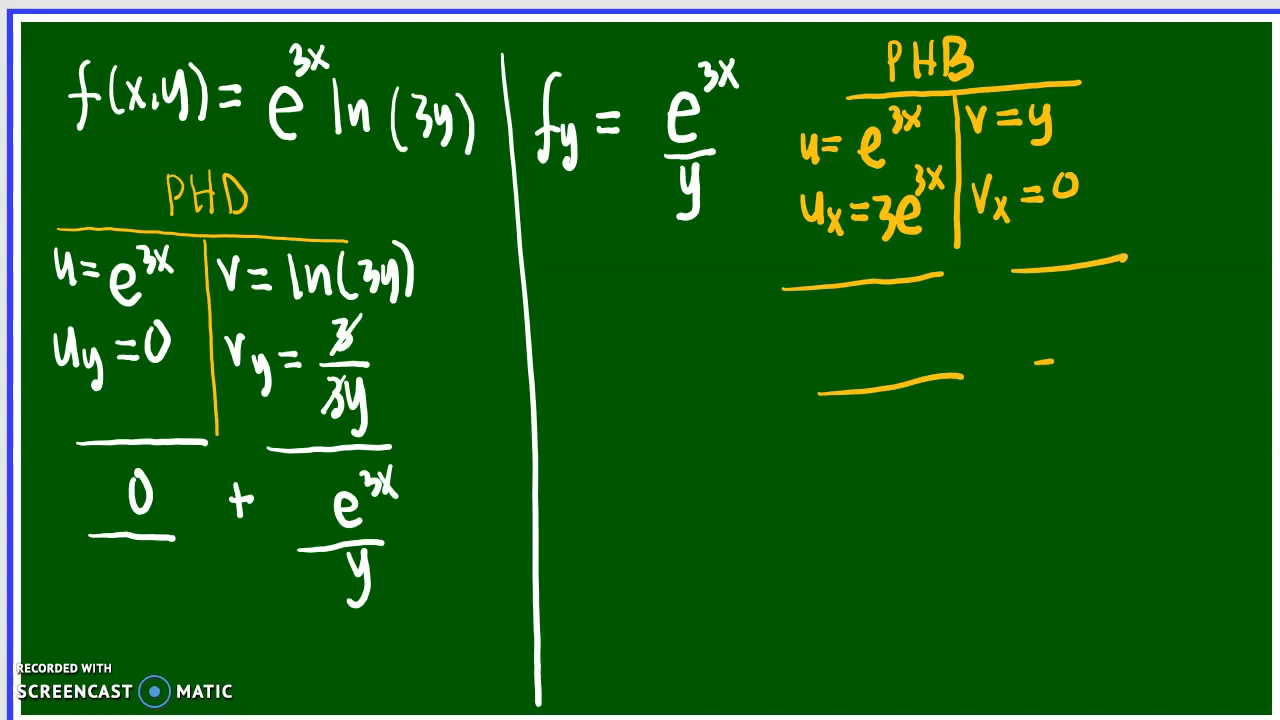 f(x,y) = e^{3x} ln (3y)
PHD
u = e^{3x} v = ln(3y)
u_y = 0 v_y = 3/3y
0 + e^{3x}/y
f_y = e^{3x}/y
PHB
u = e^{3x} v = y
u_x = 3e^{3x} v_x = 0
-
RECORDED WITH
SCREENCAST MATIC